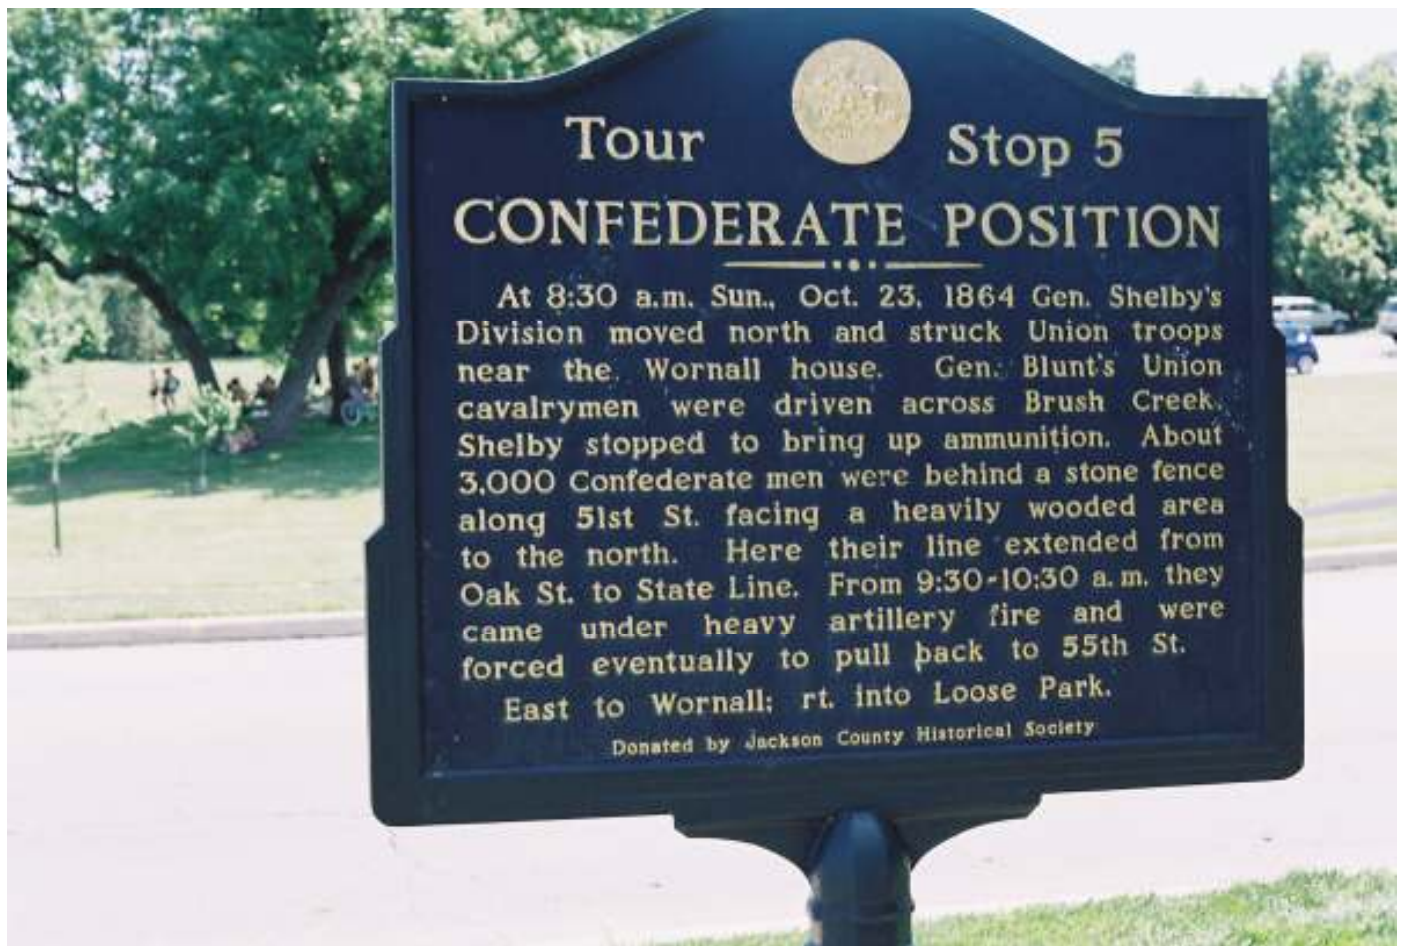 Tour Stop 5
CONFEDERATE POSITION
At 8:30 a.m. Sun., Oct. 23, 1864 Gen. Shelby's
Division moved north and struck Union troops
near the Wornall house. Gen. Blunt's Union
cavalrymen were driven across Brush Creek.
Shelby stopped to bring up ammunition. About
3,000 Confederate men were behind a stone fence
along 51st St. facing a heavily wooded area
to the north. Here their line extended from
Oak St. to State Line. From 9:30-10:30 a.m. they
came under heavy artillery fire and were
forced eventually to pull back to 55th St.
East to Wornall; rt. into Loose Park.
Donated by Jackson County Historical Society